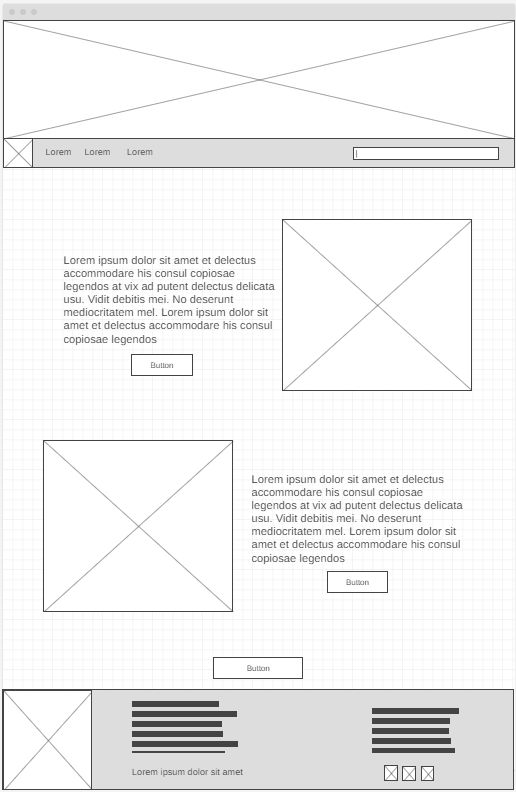 Lorem Lorem Lorem
Lorem ipsum dolor sit amet et delectus
accommodare his consul copiosae
legendos at vix ad putent delectus delicata
usu. Vidit debitis mei. No deserunt
mediocritatem mel. Lorem ipsum dolor sit
amet et delectus accommodare his consul
copiosae legendos
Button
Lorem ipsum dolor sit amet et delectus
accommodare his consul copiosae
legendos at vix ad putent delectus delicata
usu. Vidit debitis mei. No deserunt
mediocritatem mel. Lorem ipsum dolor sit
amet et delectus accommodare his consul
copiosae legendos
Button
Button
Lorem ipsum dolor sit amet